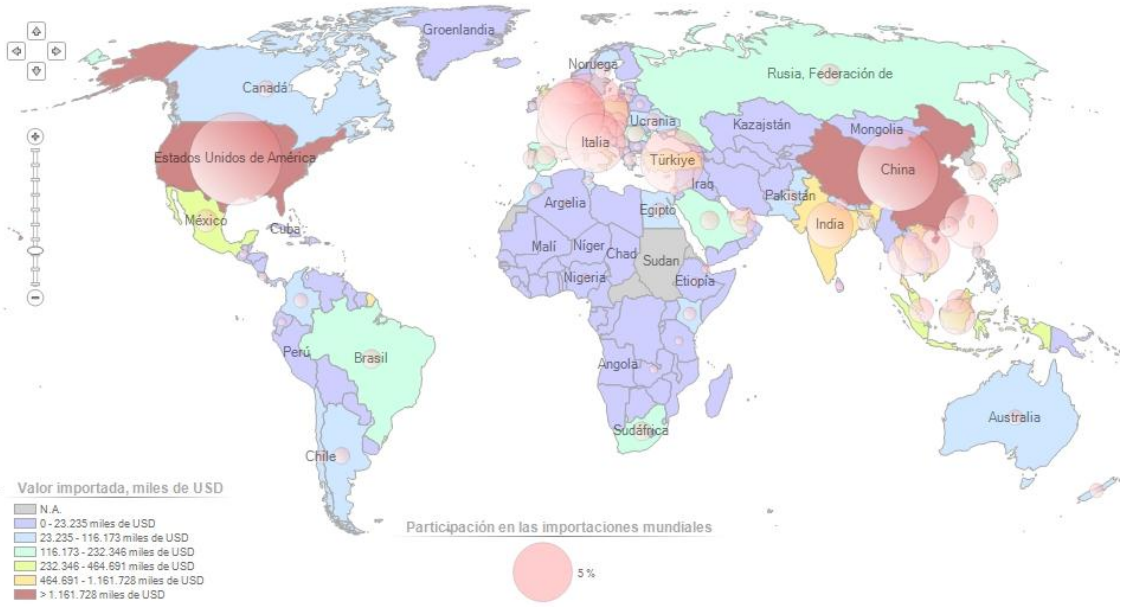 Groenlandia
Noruega
Rusia, Federación de
Canadá
Ucrania
Kazajstán
Mongolia
Estados Unidos de América
Italia
Türkiye
China
Iraq
Pakistán
México
Argelia
Egipto
India
Cuba
Malí
Níger
Chad
Sudan
Nigeria
Etiopía
Perú
Brasil
Angola
Sudáfrica
Australia
Chile
Valor importada, miles de USD
N.A.
0 - 23.235 miles de USD
23.235 - 116.173 miles de USD
116.173 - 232.346 miles de USD
232.346 - 464.691 miles de USD
464.691 - 1.161.728 miles de USD
> 1.161.728 miles de USD
Participación en las importaciones mundiales
5 %